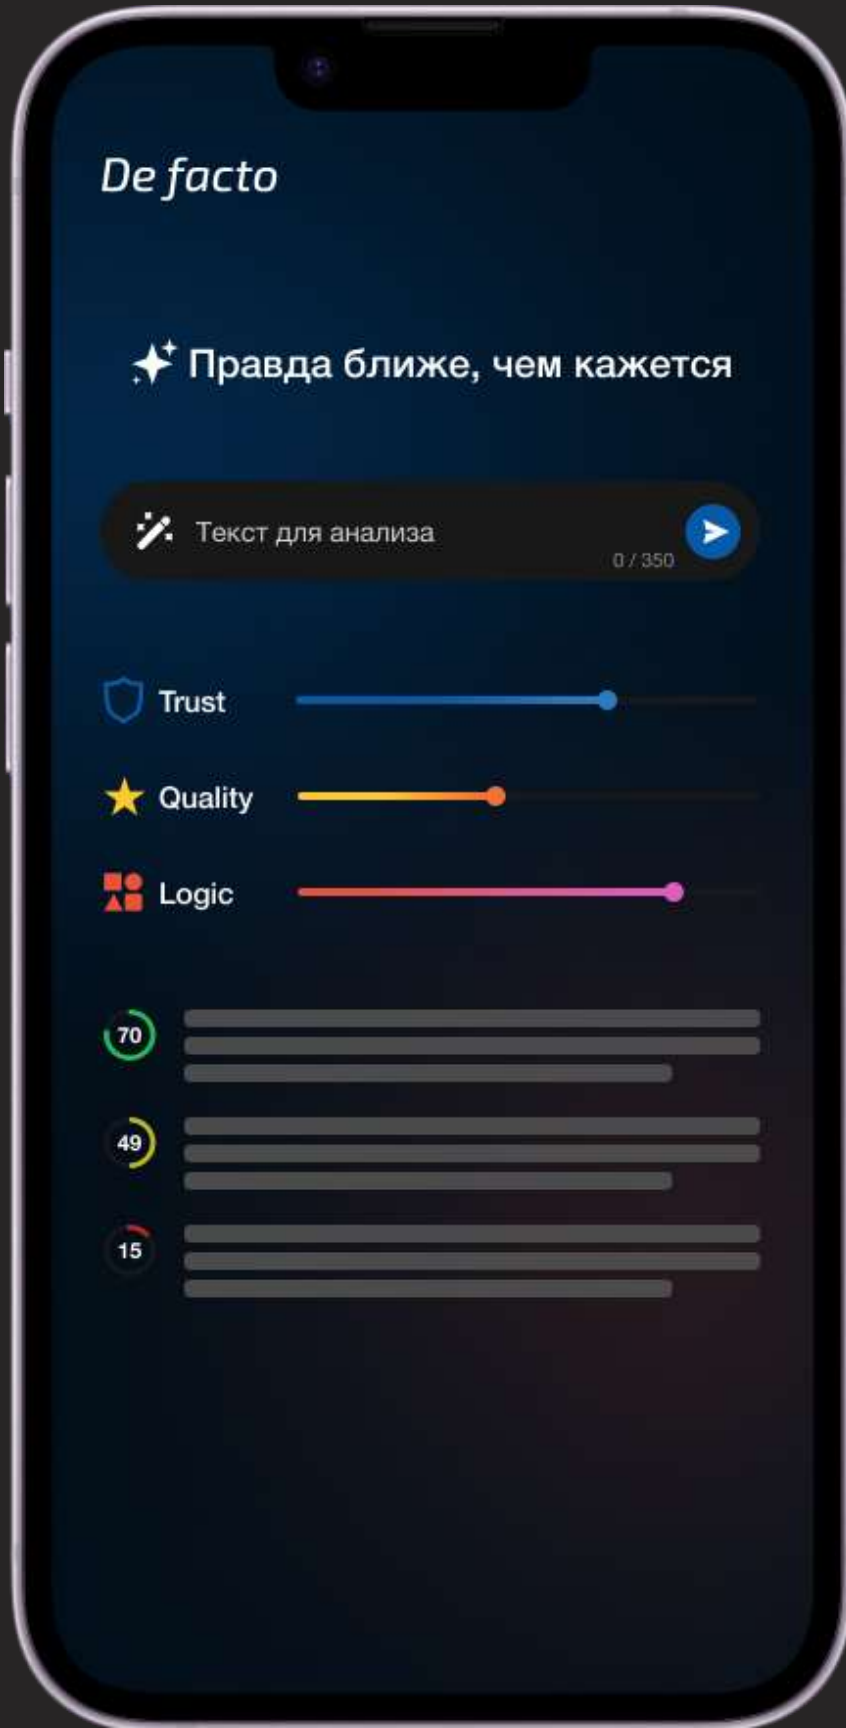 De facto
Правда ближе, чем кажется
Текст для анализа
0 / 350
Trust
Quality
Logic
70
49
15